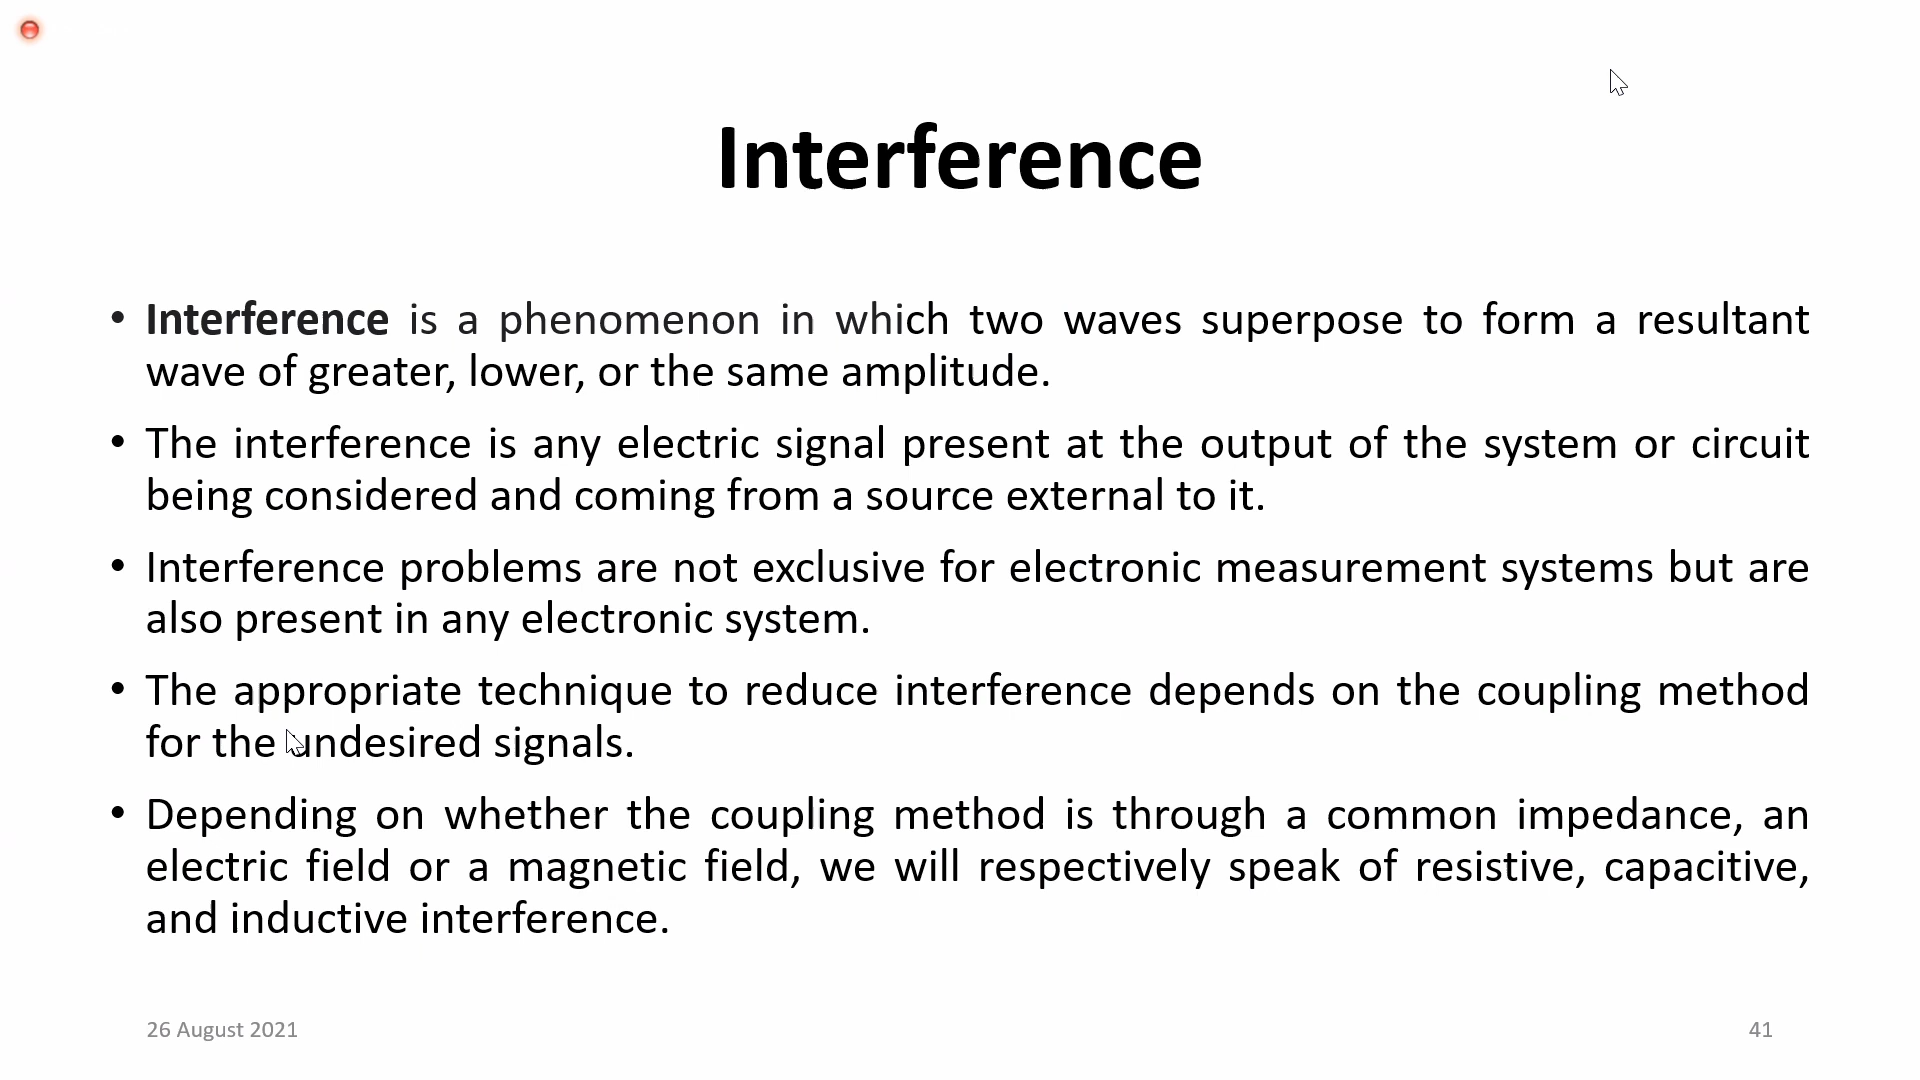 Interference
• Interference is a phenomenon in which two waves superpose to form a resultant
wave of greater, lower, or the same amplitude.
• The interference is any electric signal present at the output of the system or circuit
being considered and coming from a source external to it.
• Interference problems are not exclusive for electronic measurement systems but are
also present in any electronic system.
• The appropriate technique to reduce interference depends on the coupling method
for the undesired signals.
• Depending on whether the coupling method is through a common impedance, an
electric field or a magnetic field, we will respectively speak of resistive, capacitive,
and inductive interference.
26 August 2021
41